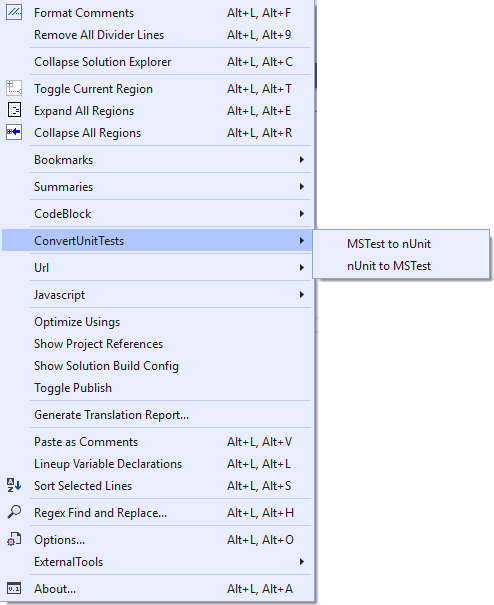 Format Comments Alt+L, Alt+F
Remove All Divider Lines Alt+L, Alt+9
Collapse Solution Explorer Alt+L, Alt+C
Toggle Current Region Alt+L, Alt+T
Expand All Regions Alt+L, Alt+E
Collapse All Regions Alt+L, Alt+R
Bookmarks
Summaries
CodeBlock
ConvertUnitTests
MSTest to nUnit
nUnit to MSTest
Url
Javascript
Optimize Usings
Show Project References
Show Solution Build Config
Toggle Publish
Generate Translation Report...
Paste as Comments Alt+L, Alt+V
Lineup Variable Declarations Alt+L, Alt+L
Sort Selected Lines Alt+L, Alt+S
Regex Find and Replace... Alt+L, Alt+H
Options... Alt+L, Alt+O
ExternalTools
About... Alt+L, Alt+A